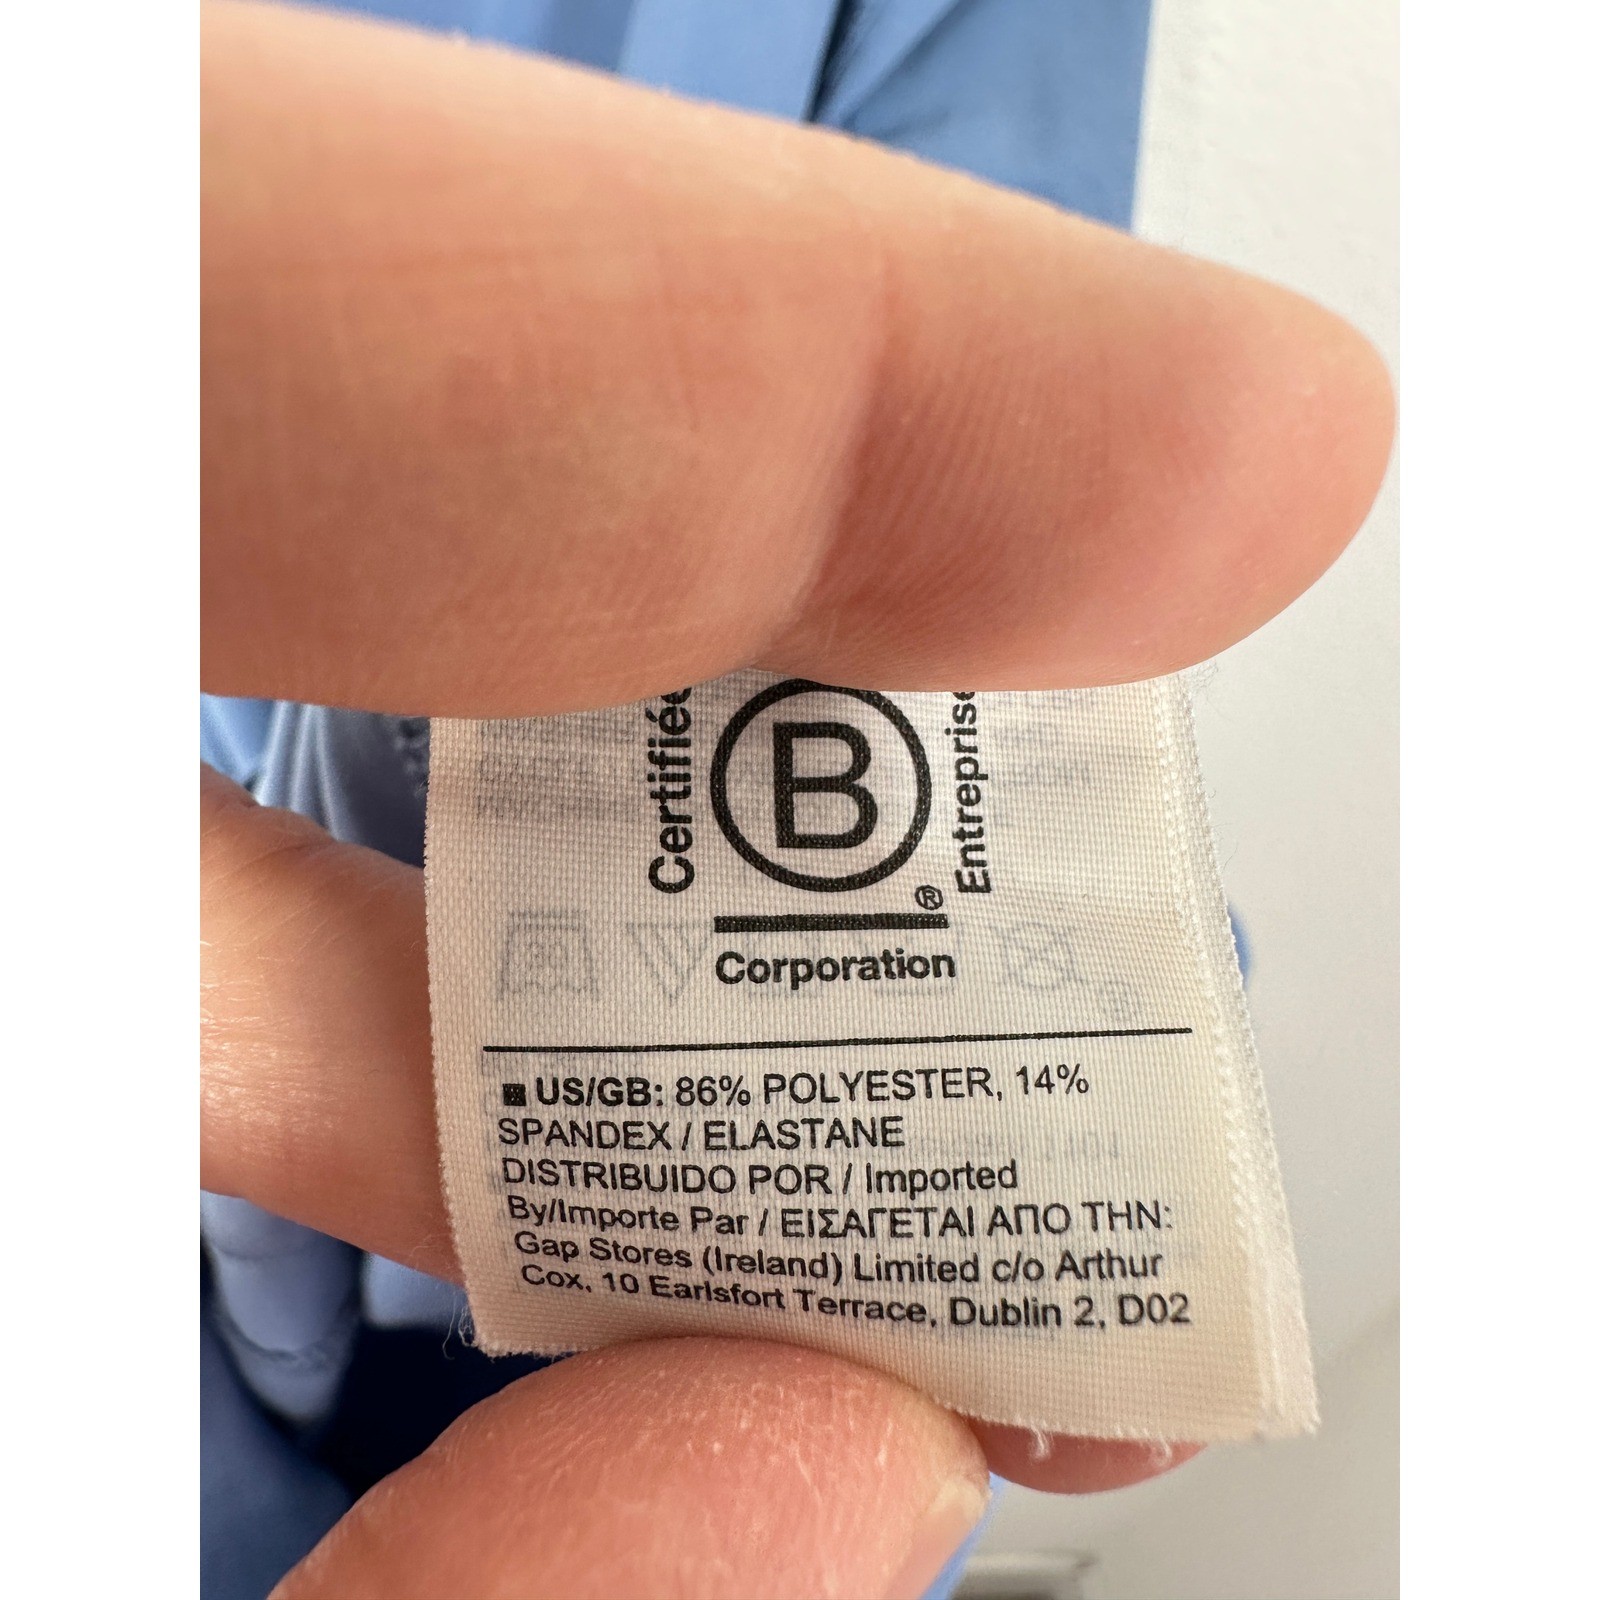 Certifiée
B
®
Entreprise
Corporation
US/GB: 86% POLYESTER, 14%
SPANDEX / ELASTANE
DISTRIBUIDO POR / Imported
By/Importe Par / ΕΙΣΑΓΕΤΑΙ ΑΠΟ ΤΗΝ:
Gap Stores (Ireland) Limited c/o Arthur
Cox, 10 Earlsfort Terrace, Dublin 2, D02